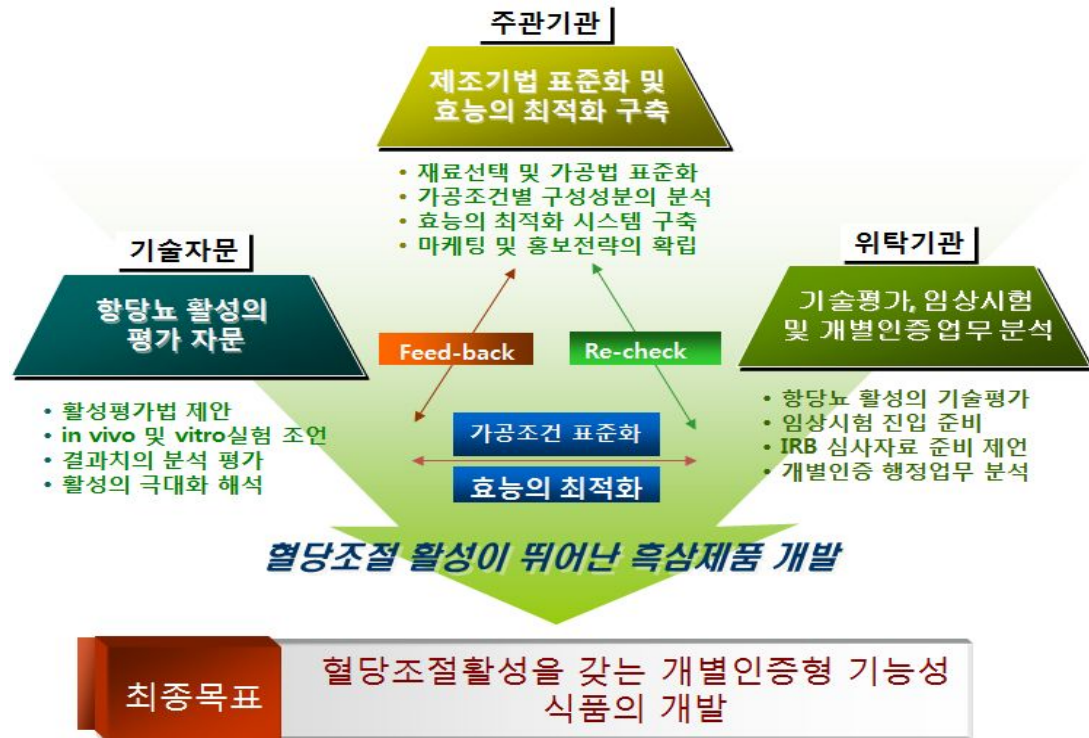 주관기관
제조기법 표준화 및
효능의 최적화 구축
• 재료선택 및 가공법 표준화
• 가공조건별 구성성분의 분석
• 효능의 최적화 시스템 구축
• 마케팅 및 홍보전략의 확립
기술자문
항당뇨 활성의
평가 자문
• 활성평가법 제안
• in vivo 및 vitro실험 조언
• 결과치의 분석 평가
• 활성의 극대화 해석
위탁기관
기술평가, 임상시험
및 개별인증업무 분석
• 항당뇨 활성의 기술평가
• 임상시험 진입 준비
• IRB 심사자료 준비 제언
• 개별인증 행정업무 분석
Feed-back
Re-check
가공조건 표준화
효능의 최적화
혈당조절 활성이 뛰어난 흑삼제품 개발
최종목표
혈당조절활성을 갖는 개별인증형 기능성
식품의 개발